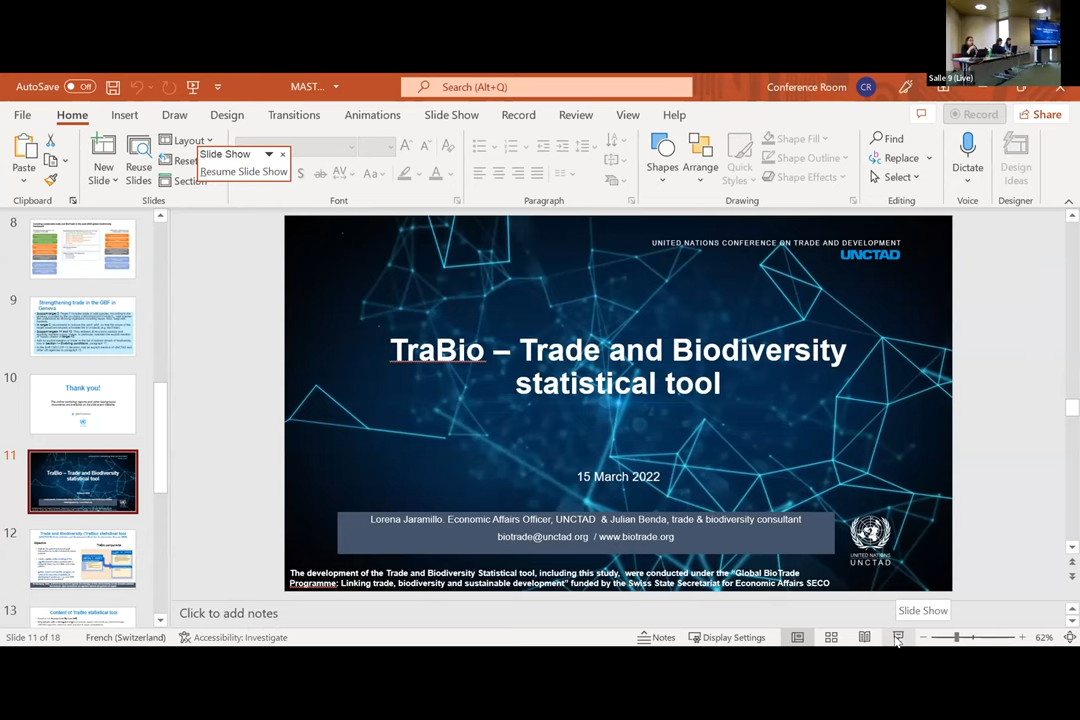 Salle 9 (Live)
AutoSave Off MAST... Search (Alt+Q) Conference Room CR
File Home Insert Draw Design Transitions Animations Slide Show Record Review View Help Record Share
Paste
New Slide
Reuse Slides
Layout
Reset
Section
Slide Show
Resume Slide Show
Shapes
Arrange
Quick Styles
Shape Fill
Shape Outline
Shape Effects
Find
Replace
Select
Dictate
Design Ideas
Clipboard Slides Font Paragraph Drawing Editing Voice Designer
8
9
Strengthening trade in the GBF in
Geneva
10
Thank you!
11
TraBio – Trade and Biodiversity
statistical tool
12
13
Content of TraBio statistical tool
UNITED NATIONS CONFERENCE ON TRADE AND DEVELOPMENT
UNCTAD
TraBio – Trade and Biodiversity
statistical tool
15 March 2022
Lorena Jaramillo. Economic Affairs Officer, UNCTAD & Julian Benda, trade & biodiversity consultant
biotrade@unctad.org / www.biotrade.org
UNITED NATIONS
UNCTAD
The development of the Trade and Biodiversity Statistical tool, including this study, were conducted under the "Global BioTrade
Programme: Linking trade, biodiversity and sustainable development" funded by the Swiss State Secretariat for Economic Affairs SECO
Click to add notes
Slide Show
Slide 11 of 18 French (Switzerland) Accessibility: Investigate Notes Display Settings 62%